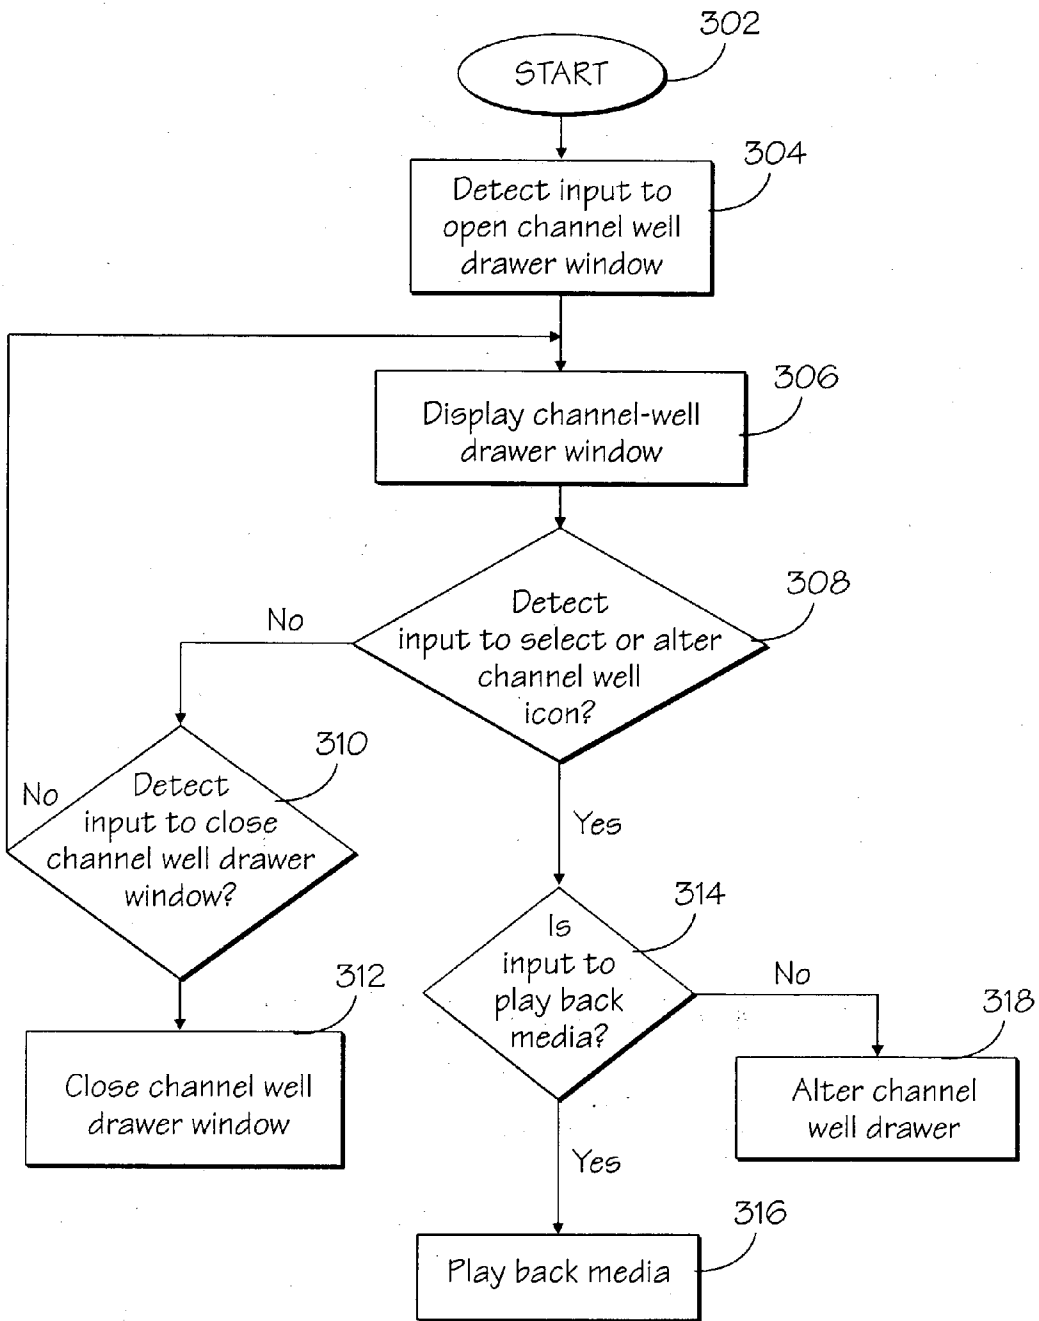 302
START
304
Detect input to
open channel well
drawer window
306
Display channel-well
drawer window
308
Detect
input to select or alter
channel well
icon?
No
310
Detect
input to close
channel well drawer
window?
No
Yes
314
Is
input to
play back
media?
No
312
Close channel well
drawer window
318
Alter channel
well drawer
Yes
316
Play back media